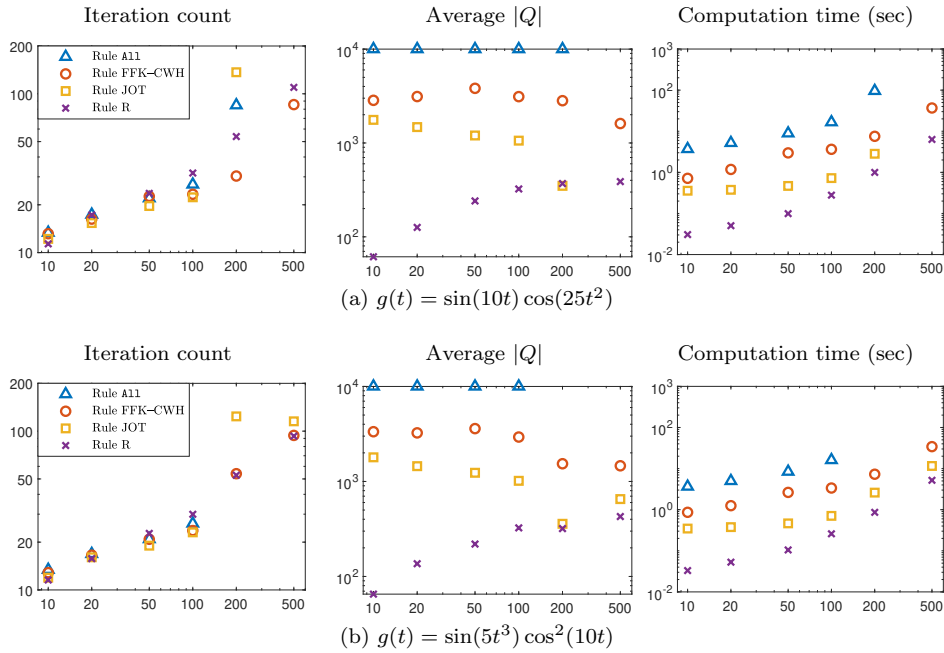 Iteration count
Average |Q|
Computation time (sec)
200
100
50
20
10
Rule All
Rule FFK–CWH
Rule JOT
Rule R
10 20 50 100 200 500
10^4
10^3
10^2
10 20 50 100 200 500
10^3
10^2
10^0
10^-2
10 20 50 100 200 500
(a) g(t) = sin(10t) cos(25t^2)
Iteration count
Average |Q|
Computation time (sec)
200
100
50
20
10
Rule All
Rule FFK–CWH
Rule JOT
Rule R
10 20 50 100 200 500
10^4
10^3
10^2
10 20 50 100 200 500
10^3
10^2
10^0
10^-2
10 20 50 100 200 500
(b) g(t) = sin(5t^3) cos^2(10t)